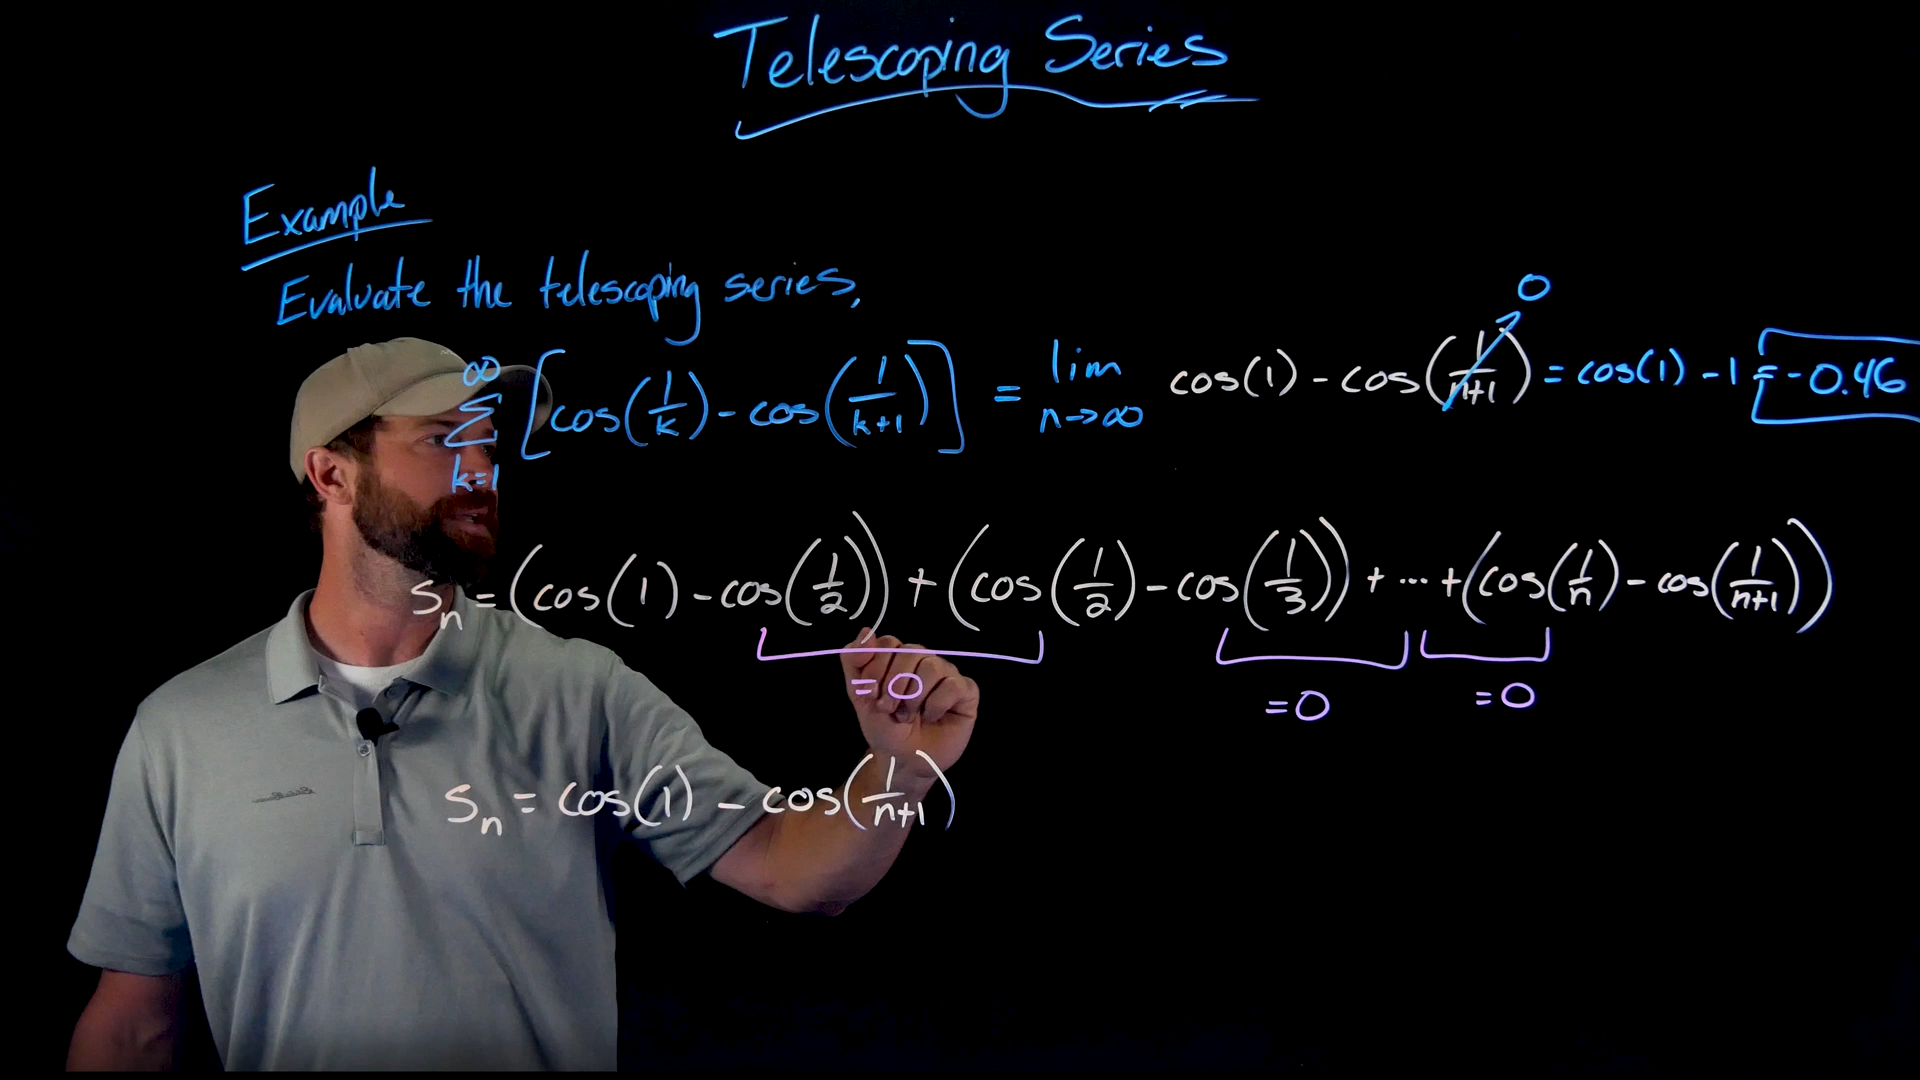 Telescoping Series
Example
Evaluate the telescoping series,
∞ Σ k=1 [cos(1/k) - cos(1/k+1)] = lim n→∞ cos(1) - cos(1/n+1) 0 = cos(1) - 1 = -0.46
Sn = (cos(1) - cos(1/2)) + (cos(1/2) - cos(1/3)) + ... + (cos(1/n) - cos(1/n+1))
=0 =0 =0
Sn = cos(1) - cos(1/n+1)